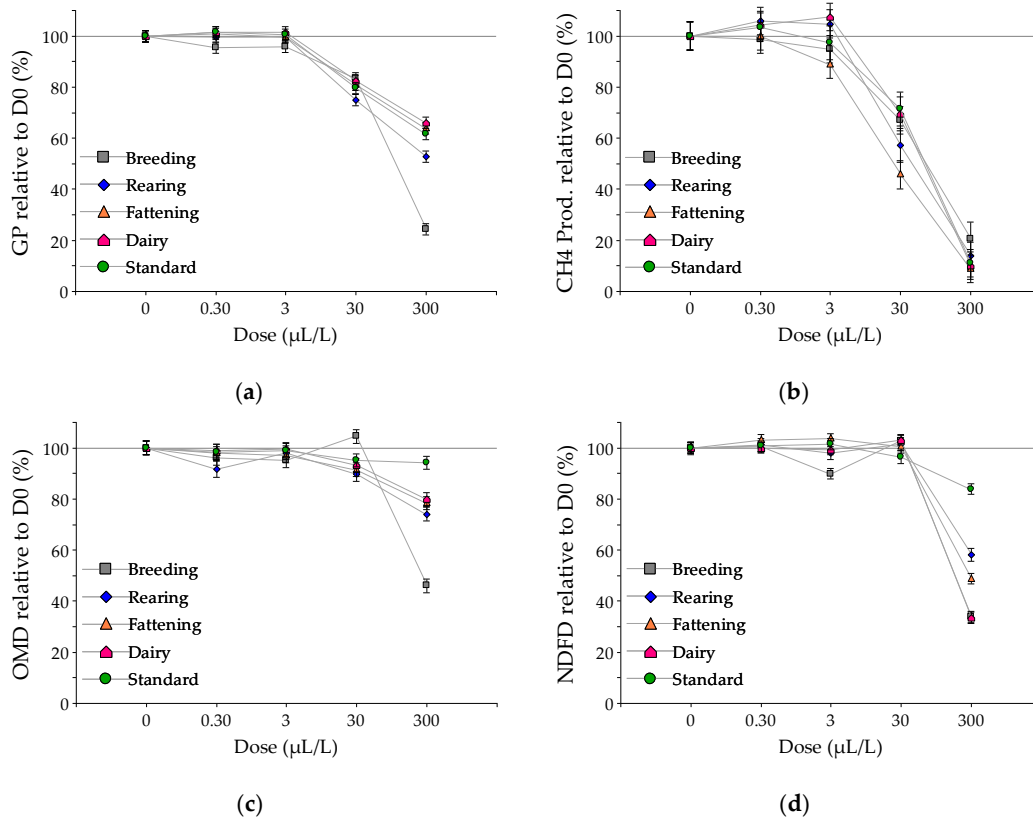 GP relative to D0 (%)
100
80
60
40
20
0
Breeding
Rearing
Fattening
Dairy
Standard
0 0.30 3 30 300
Dose (µL/L)
(a)
CH4 Prod. relative to D0 (%)
100
80
60
40
20
0
Breeding
Rearing
Fattening
Dairy
Standard
0 0.30 3 30 300
Dose (µL/L)
(b)
OMD relative to D0 (%)
100
80
60
40
20
0
Breeding
Rearing
Fattening
Dairy
Standard
0 0.30 3 30 300
Dose (µL/L)
(c)
NDFD relative to D0 (%)
100
80
60
40
20
0
Breeding
Rearing
Fattening
Dairy
Standard
0 0.30 3 30 300
Dose (µL/L)
(d)